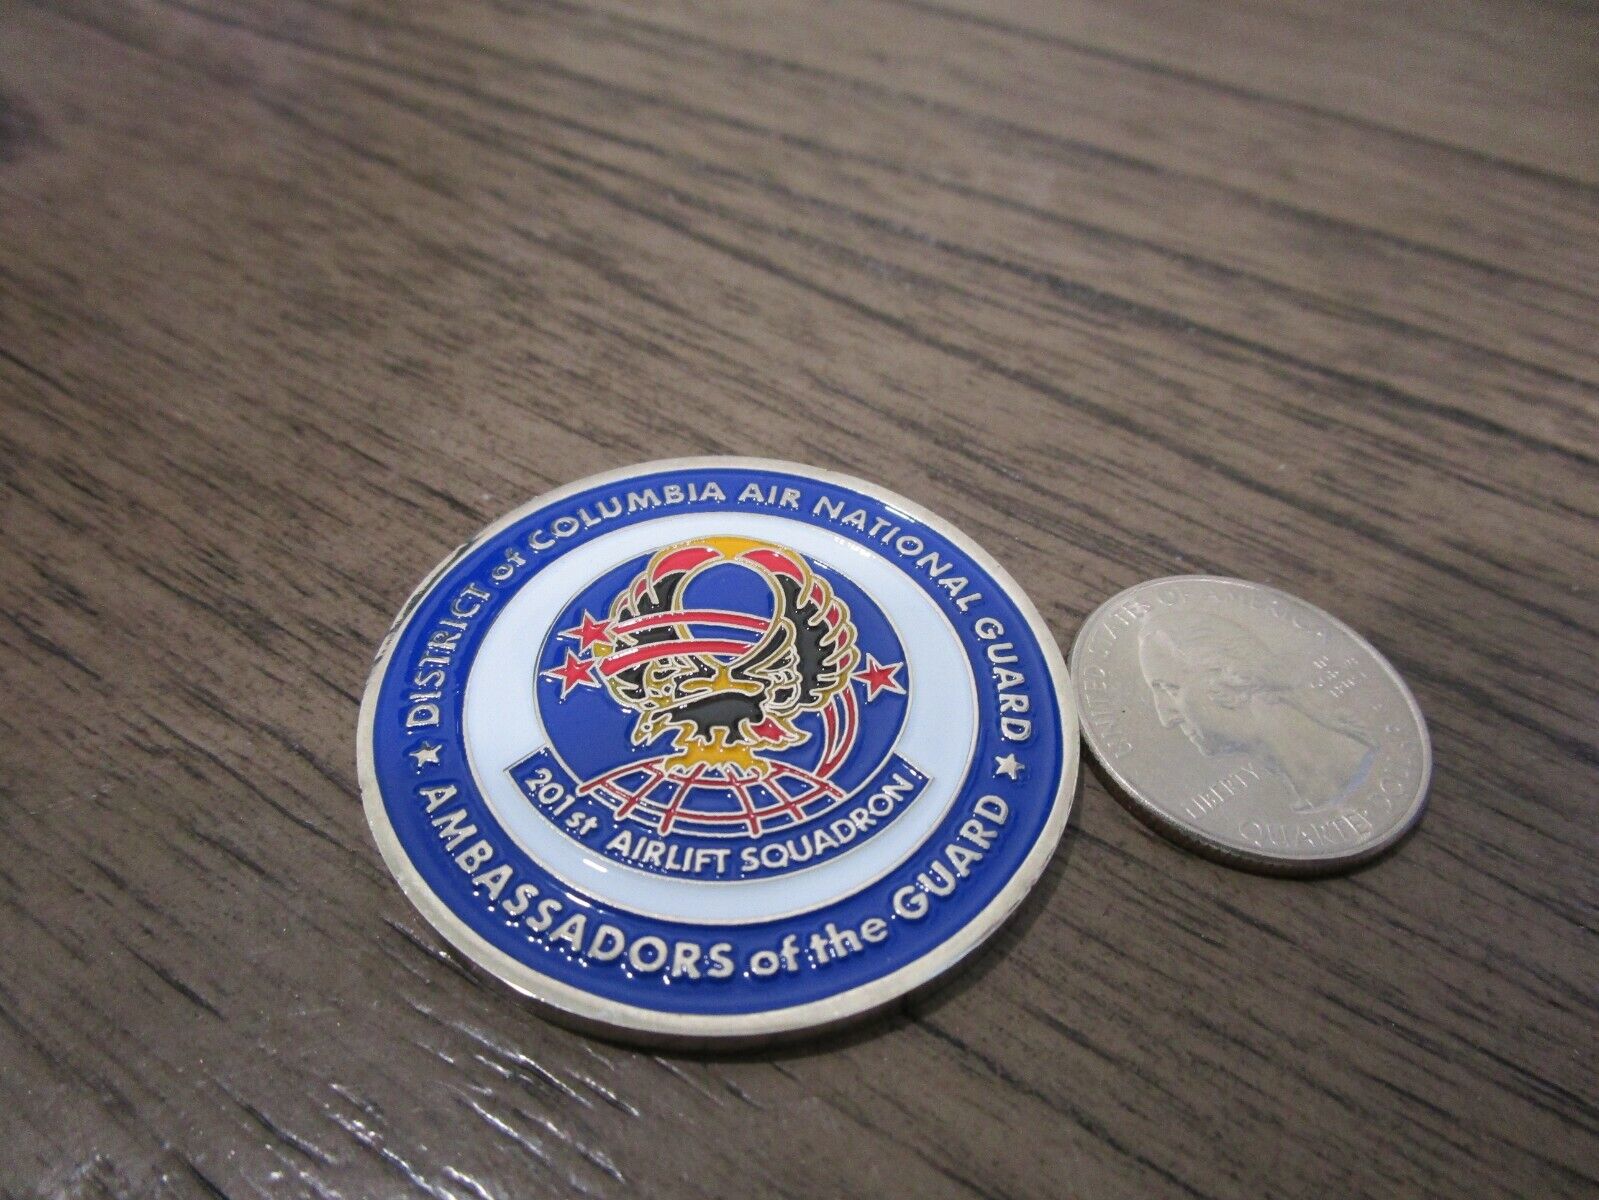 DISTRICT of COLUMBIA AIR NATIONAL GUARD
201st AIRLIFT SQUADRON
AMBASSADORS of the GUARD
UNITED STATES OF AMERICA
LIBERTY
QUARTER